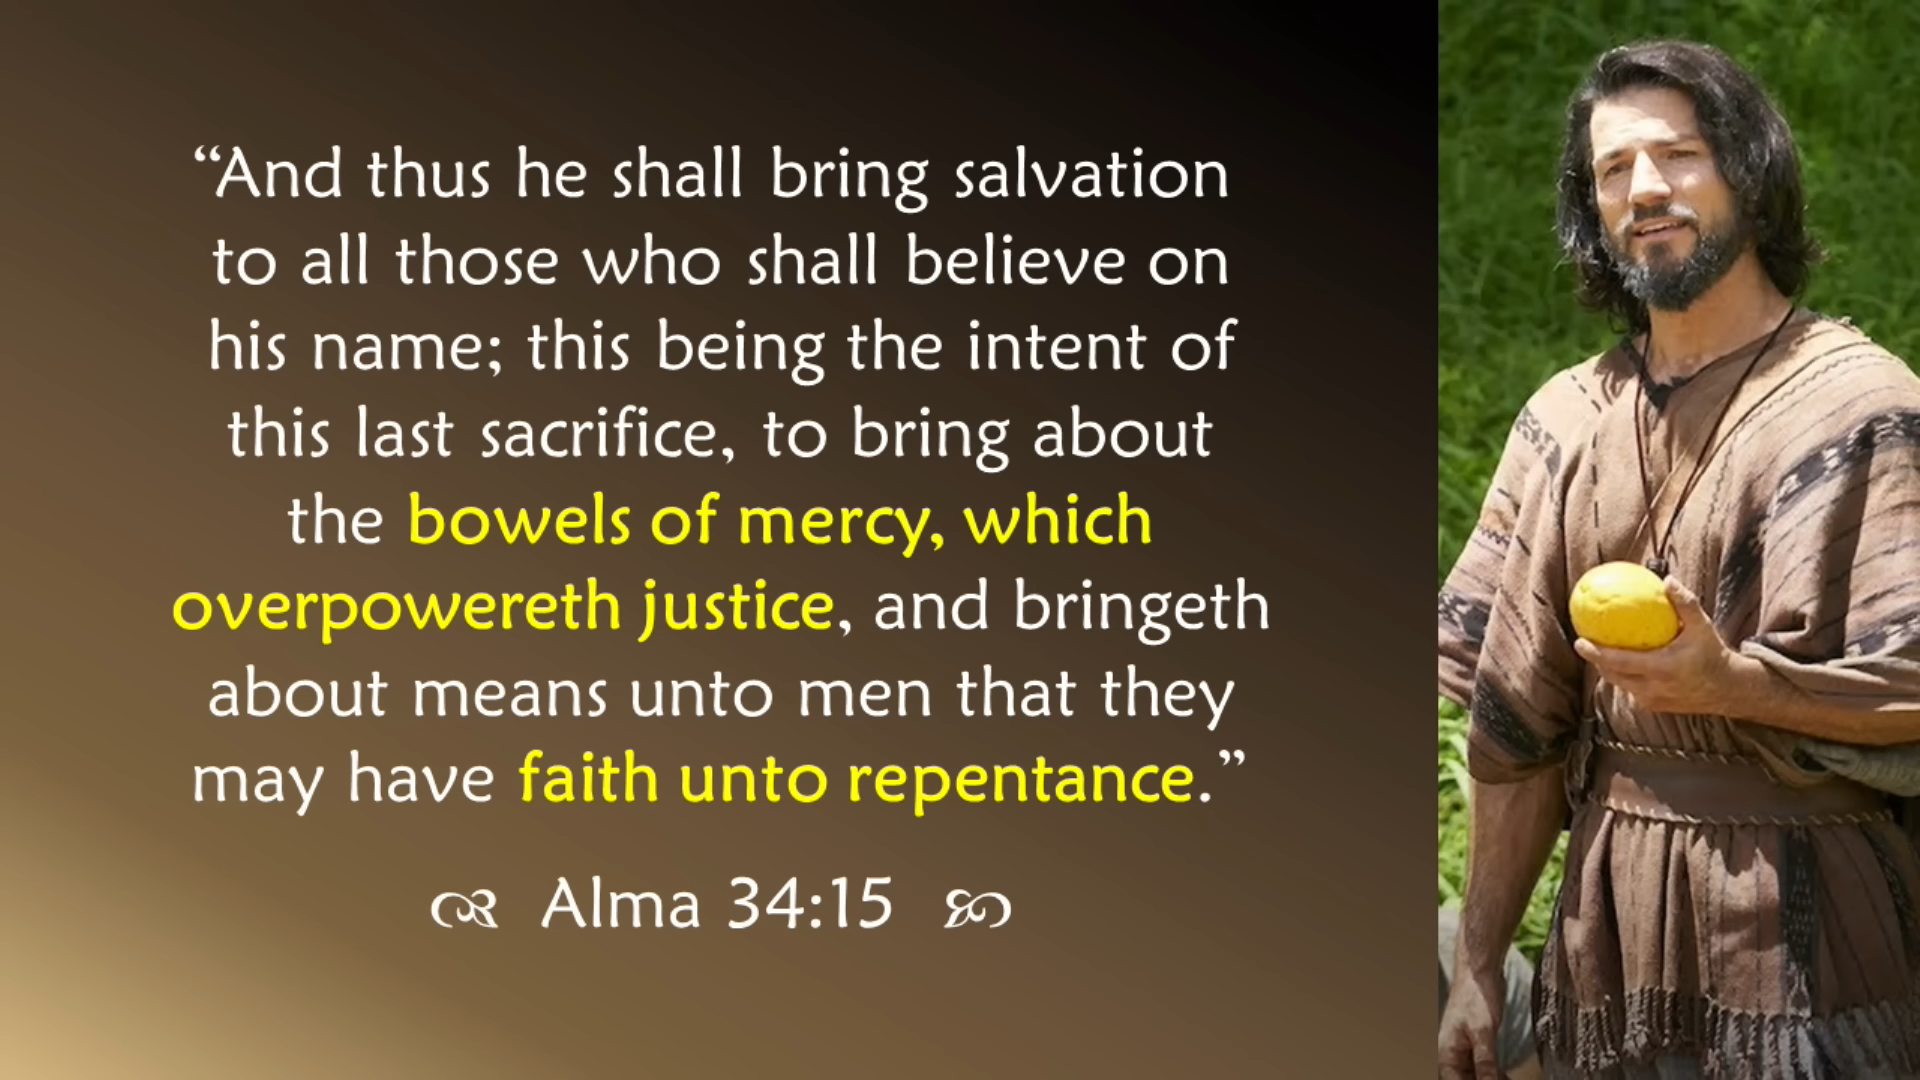 “And thus he shall bring salvation
to all those who shall believe on
his name; this being the intent of
this last sacrifice, to bring about
the bowels of mercy, which
overpowereth justice, and bringeth
about means unto men that they
may have faith unto repentance.”
Alma 34:15